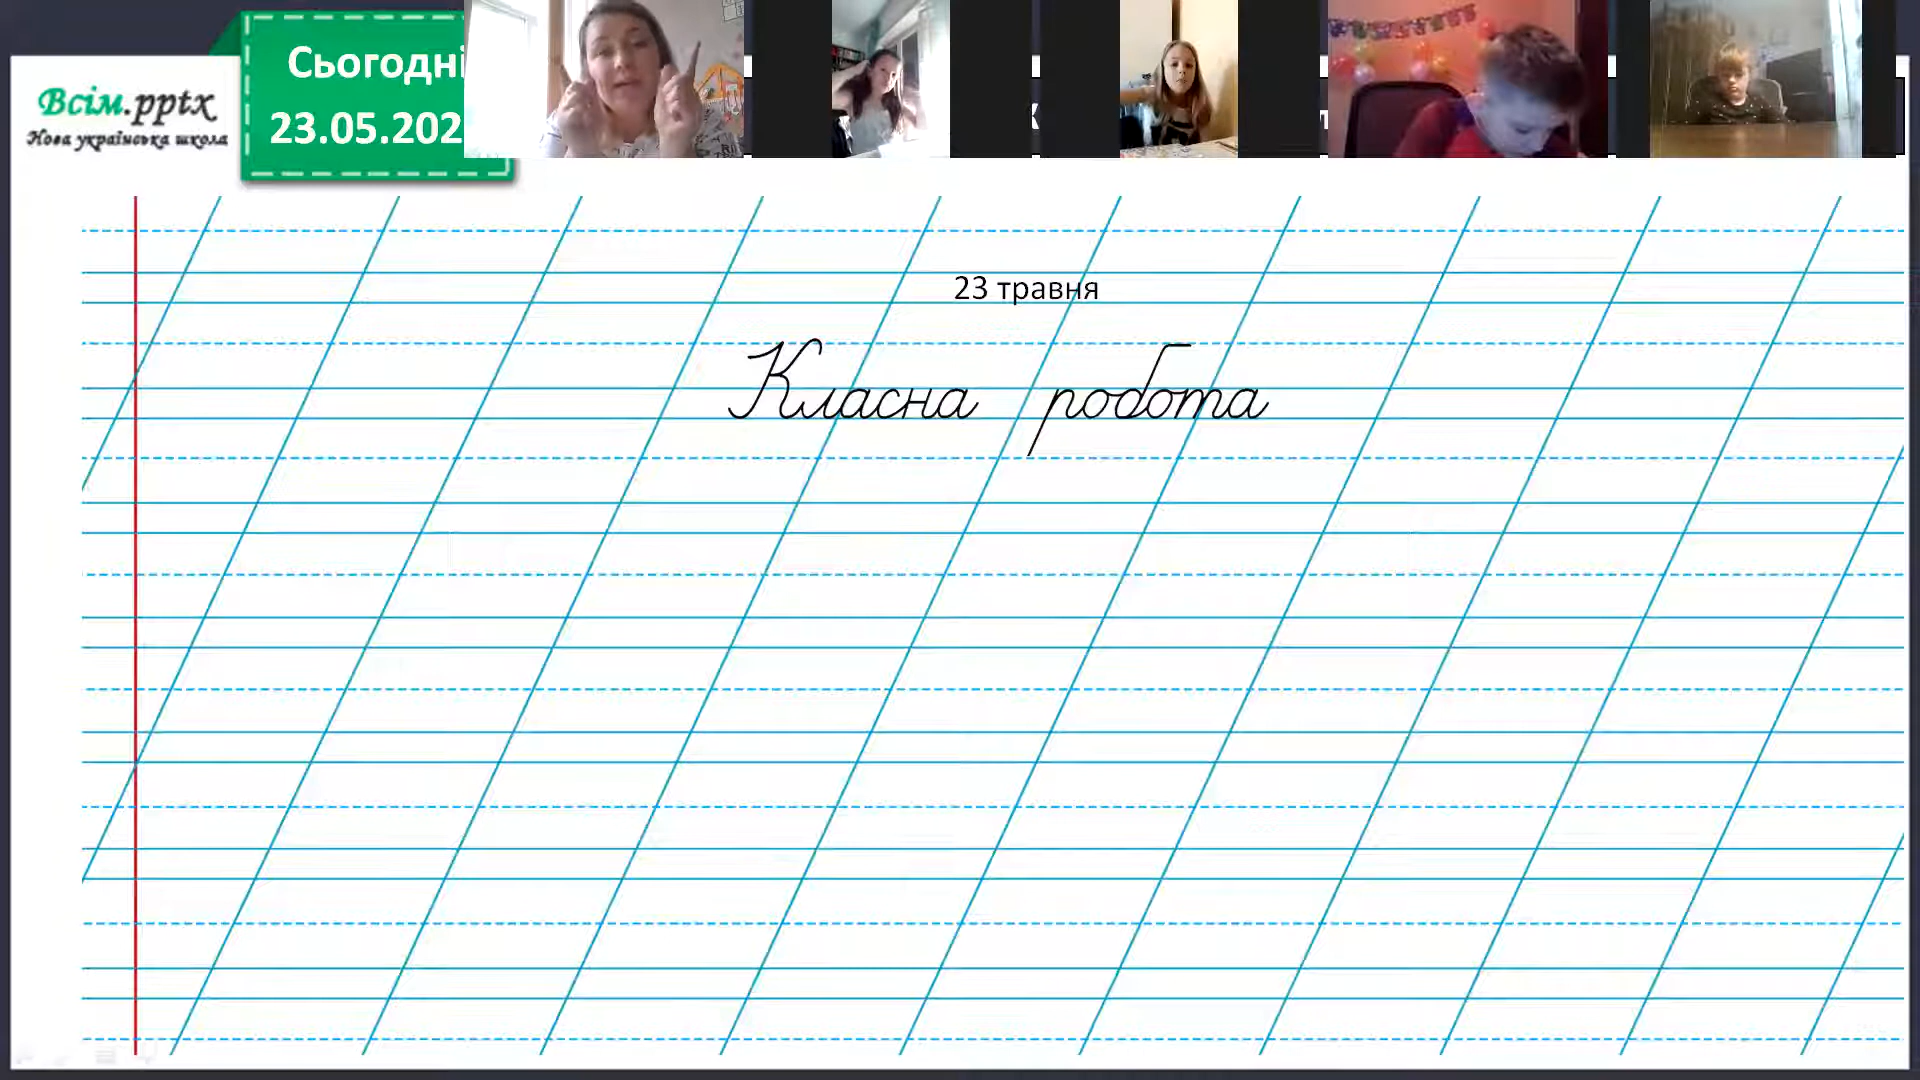 Всім.pptx
Нова українська школа
Сьогодні
23.05.202
23 травня
Класна робота